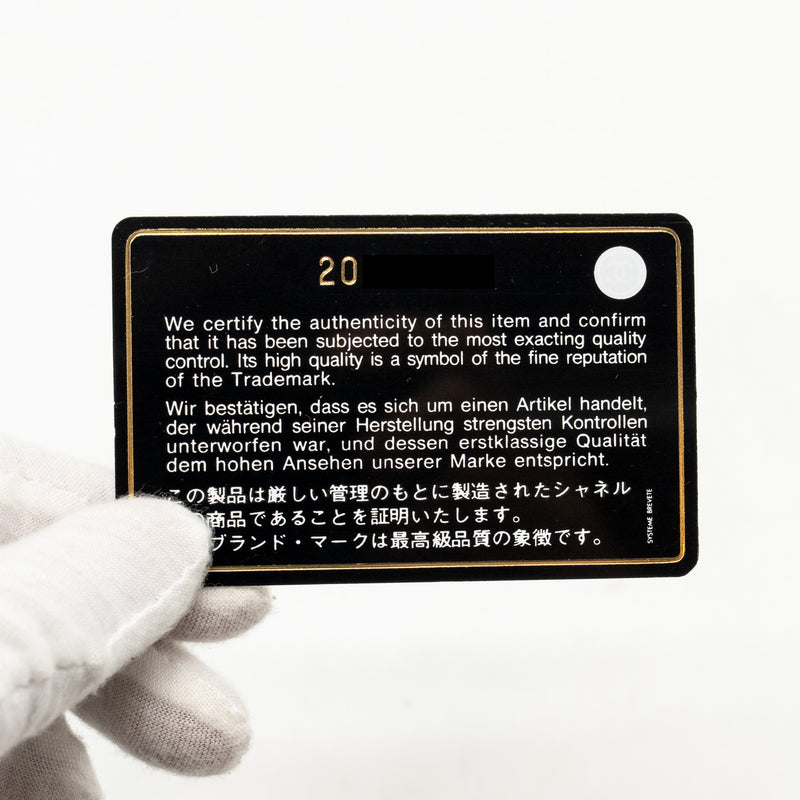 20
We certify the authenticity of this item and confirm
that it has been subjected to the most exacting quality
control. Its high quality is a symbol of the fine reputation
of the Trademark.
Wir bestätigen, dass es sich um einen Artikel handelt,
der während seiner Herstellung strengsten Kontrollen
unterworfen war, und dessen erstklassige Qualität
dem hohen Ansehen unserer Marke entspricht.
この製品は厳しい管理のもとに製造されたシャネル
商品であることを証明いたします。
ブランド・マークは最高級品質の象徴です。
SYSTEME BREVETE